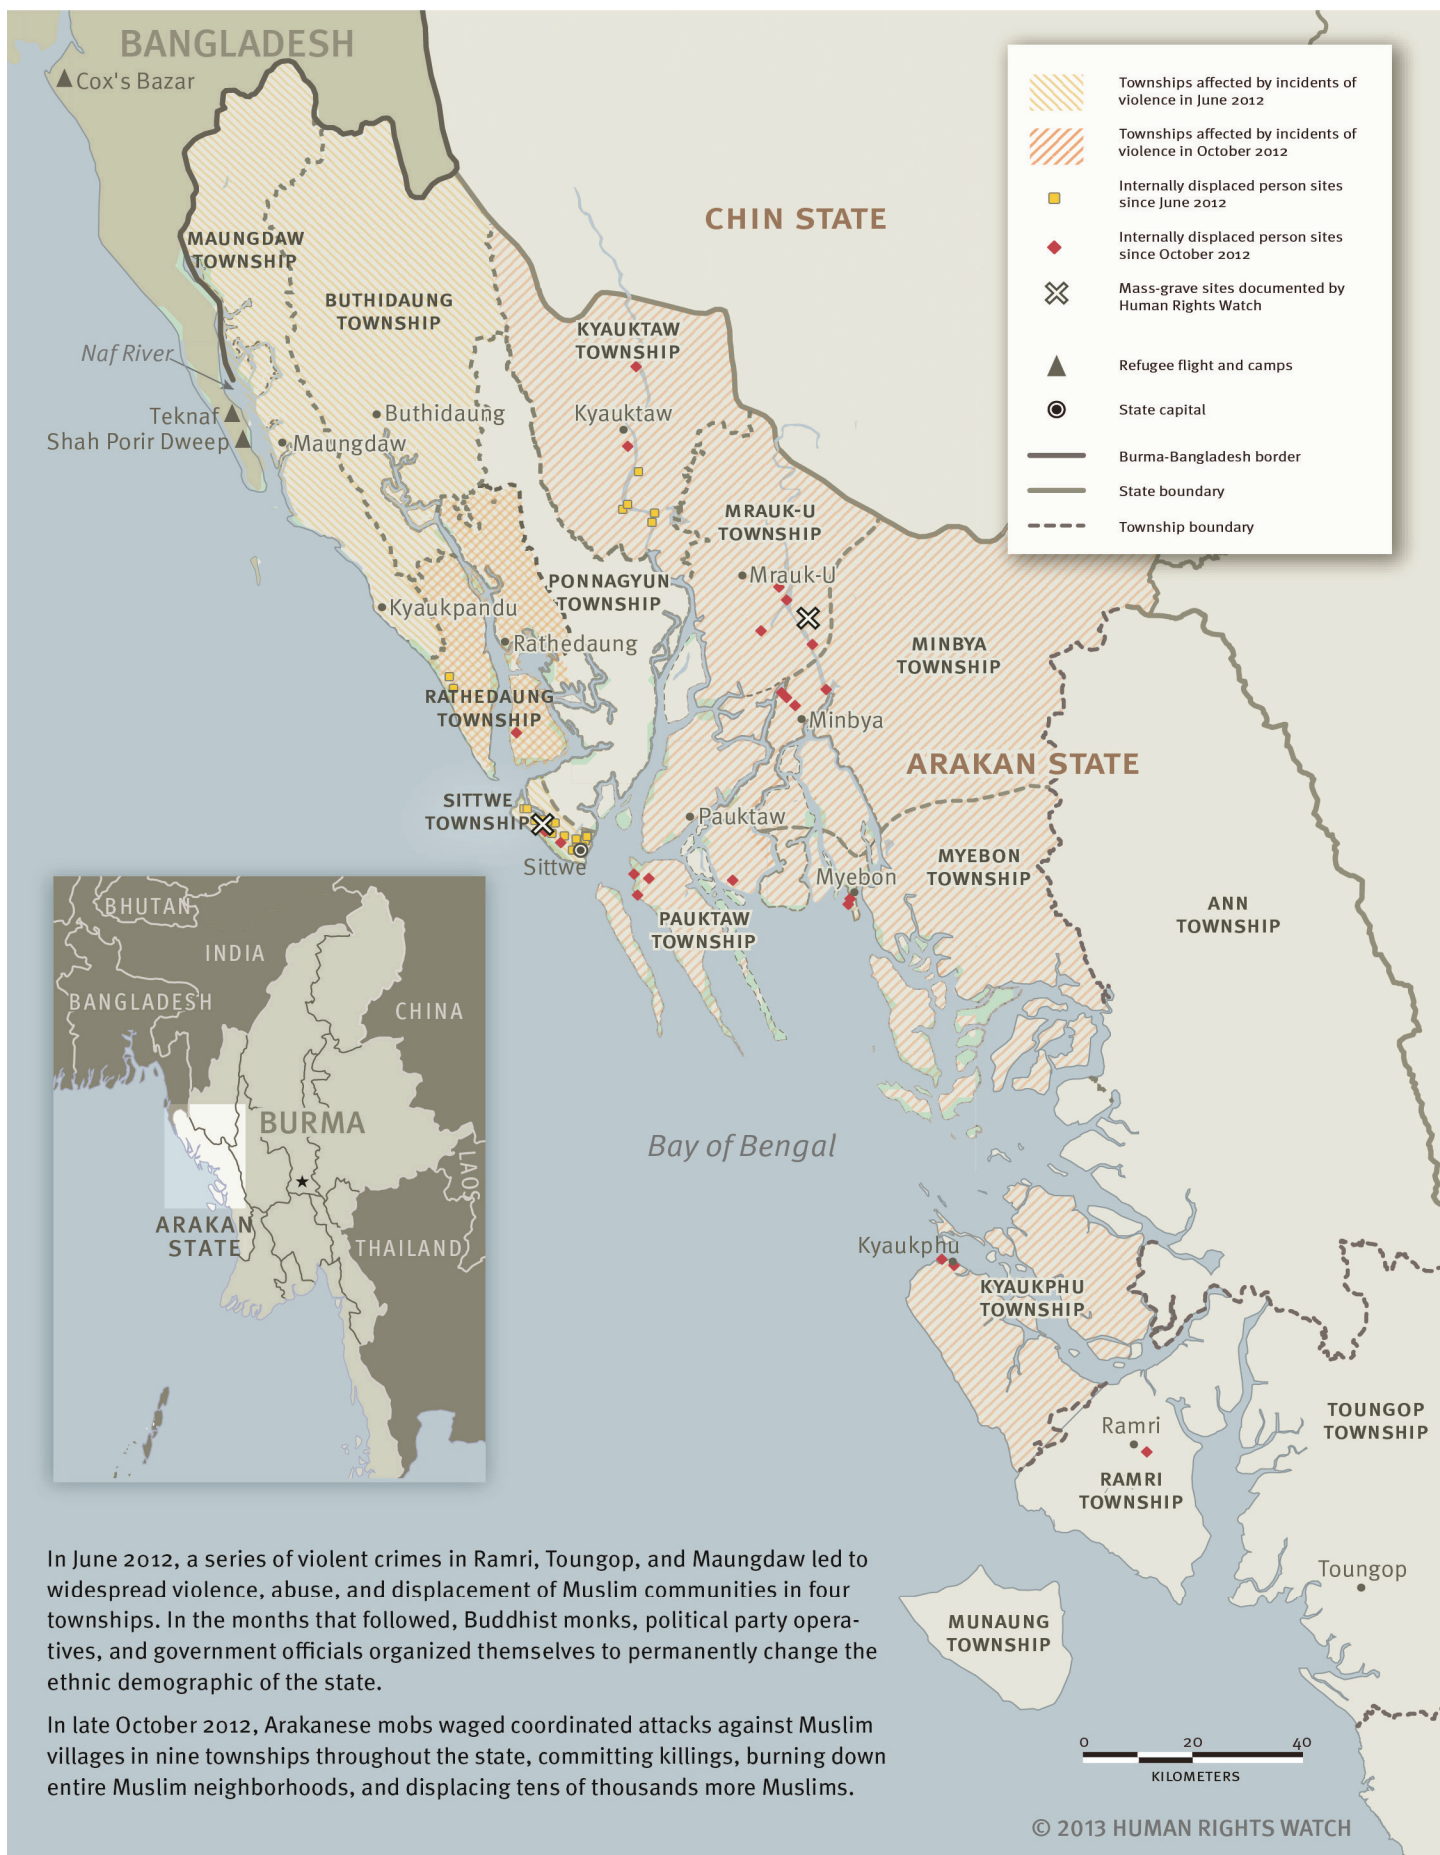 BANGLADESH
Cox's Bazar
Townships affected by incidents of
violence in June 2012
Townships affected by incidents of
violence in October 2012
Internally displaced person sites
since June 2012
Internally displaced person sites
since October 2012
Mass-grave sites documented by
Human Rights Watch
Refugee flight and camps
State capital
Burma-Bangladesh border
State boundary
Township boundary
CHIN STATE
MAUNGDAW
TOWNSHIP
BUTHIDAUNG
TOWNSHIP
KYAUKTAW
TOWNSHIP
Naf River
Teknaf
Shah Porir Dweep
Buthidaung
Maungdaw
Kyauktaw
MRAUK-U
TOWNSHIP
Mrauk-U
PONNAGYUN
TOWNSHIP
Kyaukpandu
Rathedaung
MINBYA
TOWNSHIP
RATHEDAUNG
TOWNSHIP
Minbya
ARAKAN STATE
SITTWE
TOWNSHIP
Sittwe
Pauktaw
Myebon
MYEBON
TOWNSHIP
PAUKTAW
TOWNSHIP
ANN
TOWNSHIP
BHUTAN
INDIA
BANGLADESH
CHINA
BURMA
LAOS
ARAKAN
STATE
THAILAND
Bay of Bengal
Kyaukphu
KYAUKPHU
TOWNSHIP
Ramri
RAMRI
TOWNSHIP
TOUNGOP
TOWNSHIP
Toungop
MUNAUNG
TOWNSHIP
In June 2012, a series of violent crimes in Ramri, Toungop, and Maungdaw led to
widespread violence, abuse, and displacement of Muslim communities in four
townships. In the months that followed, Buddhist monks, political party opera-
tives, and government officials organized themselves to permanently change the
ethnic demographic of the state.
In late October 2012, Arakanese mobs waged coordinated attacks against Muslim
villages in nine townships throughout the state, committing killings, burning down
entire Muslim neighborhoods, and displacing tens of thousands more Muslims.
0 20 40
KILOMETERS
© 2013 HUMAN RIGHTS WATCH